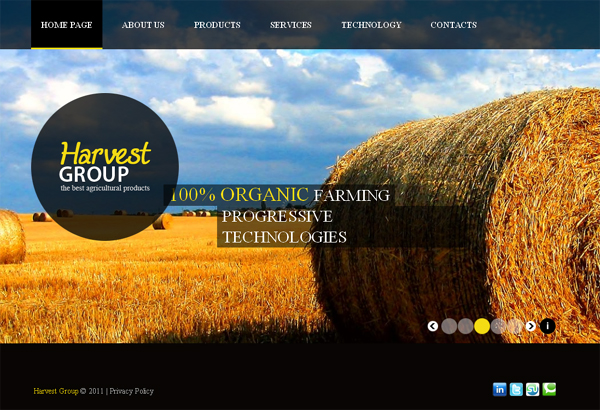 HOME PAGE ABOUT US PRODUCTS SERVICES TECHNOLOGY CONTACTS
Harvest
GROUP
the best agricultural products
100% ORGANIC FARMING
PROGRESSIVE
TECHNOLOGIES
i
Harvest Group © 2011 | Privacy Policy
in t